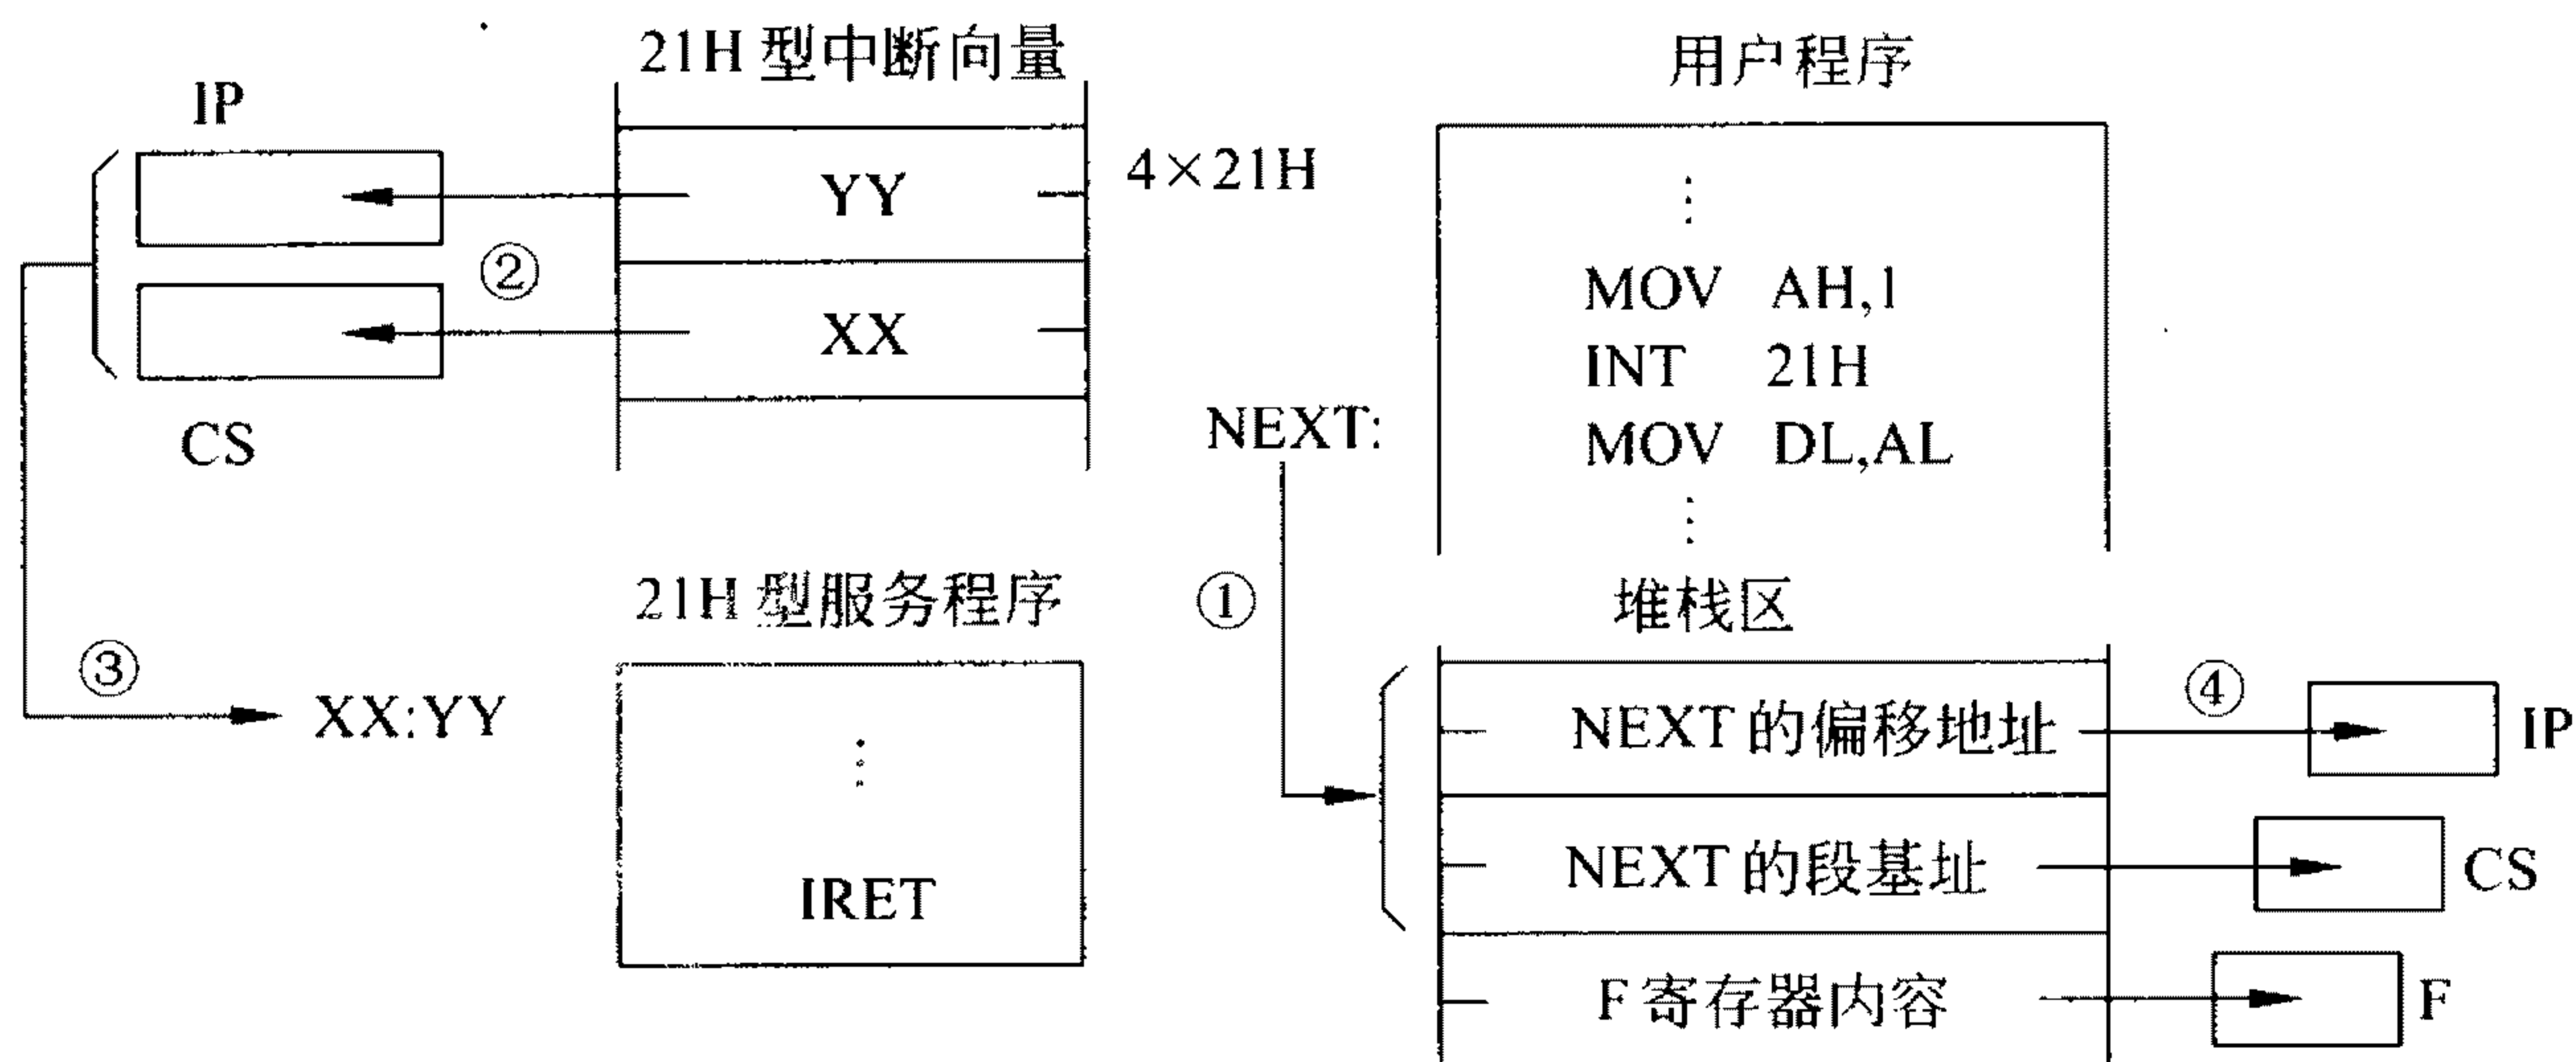 21H 型中断向量
IP
YY
4×21H
②
XX
CS
用户程序
⋮
MOV AH,1
INT 21H
NEXT:
MOV DL,AL
⋮
①
堆栈区
NEXT 的偏移地址
④
IP
NEXT 的段基址
CS
F 寄存器内容
F
③
XX:YY
21H 型服务程序
⋮
IRET